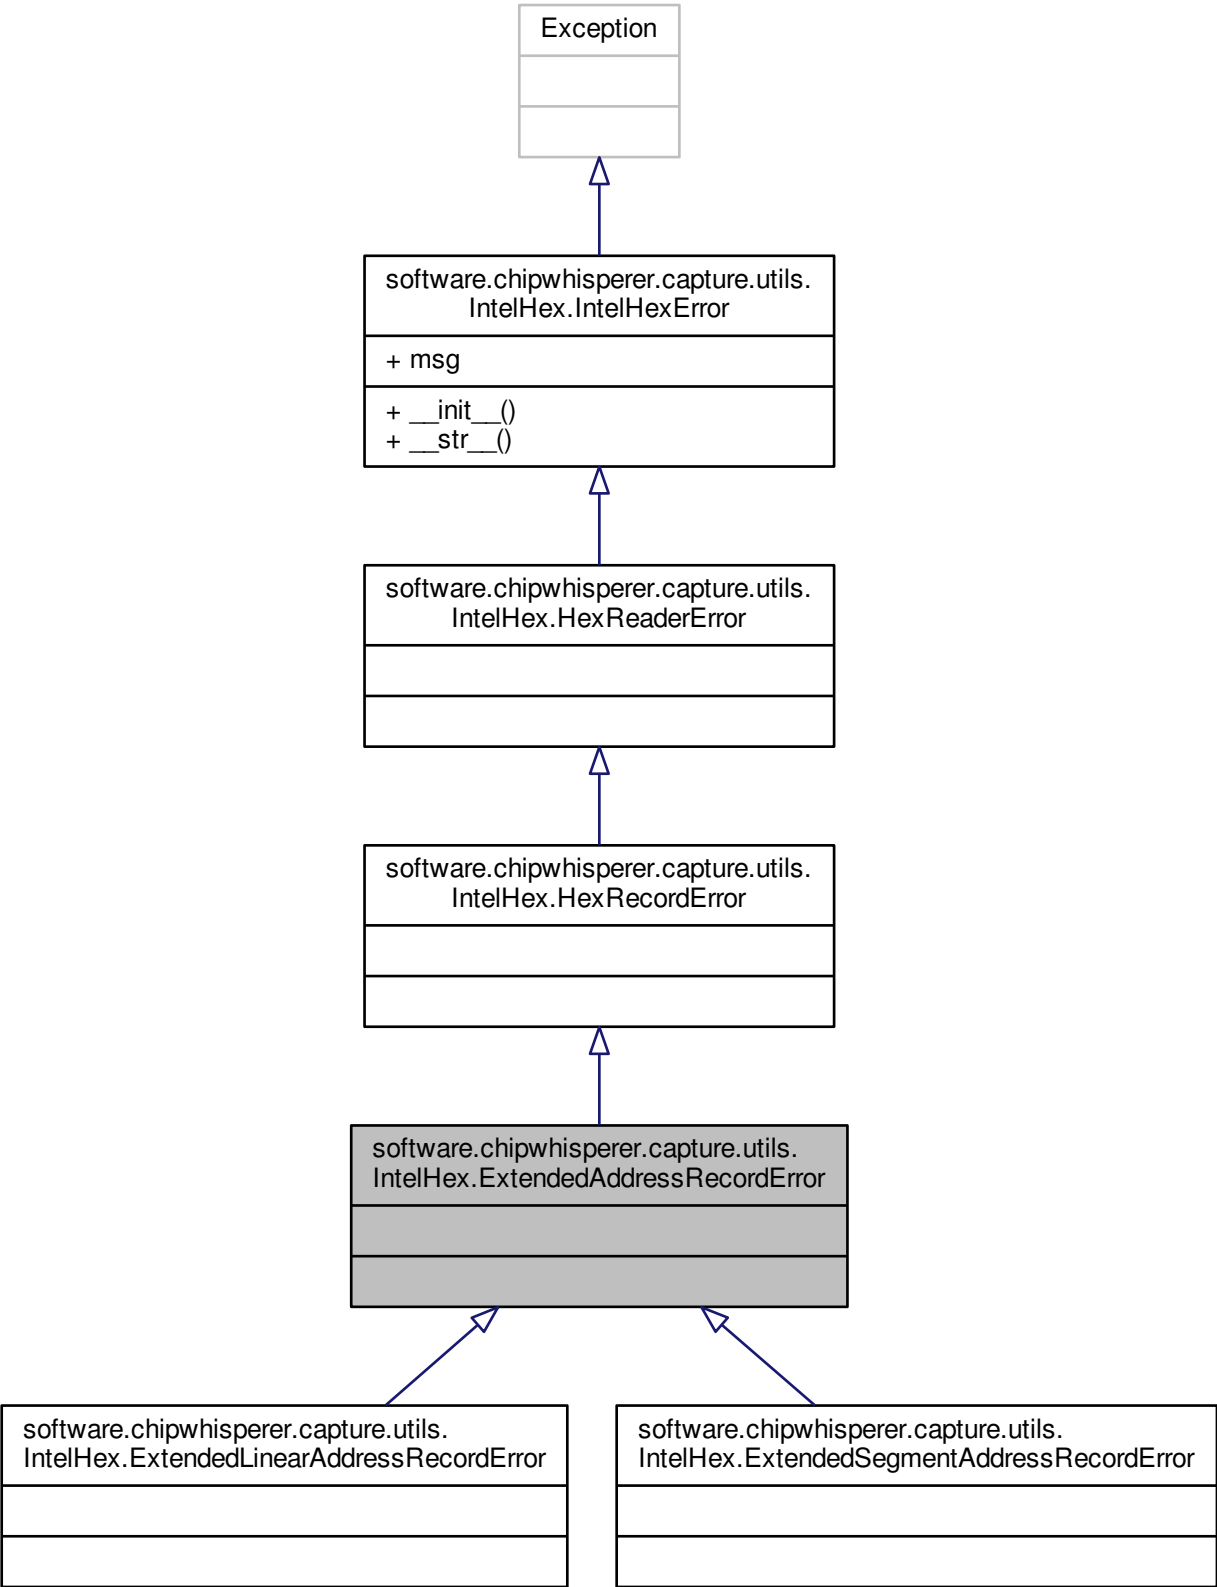 Exception
software.chipwhisperer.capture.utils.
IntelHex.IntelHexError
+ msg
+ __init__()
+ __str__()
software.chipwhisperer.capture.utils.
IntelHex.HexReaderError
software.chipwhisperer.capture.utils.
IntelHex.HexRecordError
software.chipwhisperer.capture.utils.
IntelHex.ExtendedAddressRecordError
software.chipwhisperer.capture.utils.
IntelHex.ExtendedLinearAddressRecordError
software.chipwhisperer.capture.utils.
IntelHex.ExtendedSegmentAddressRecordError